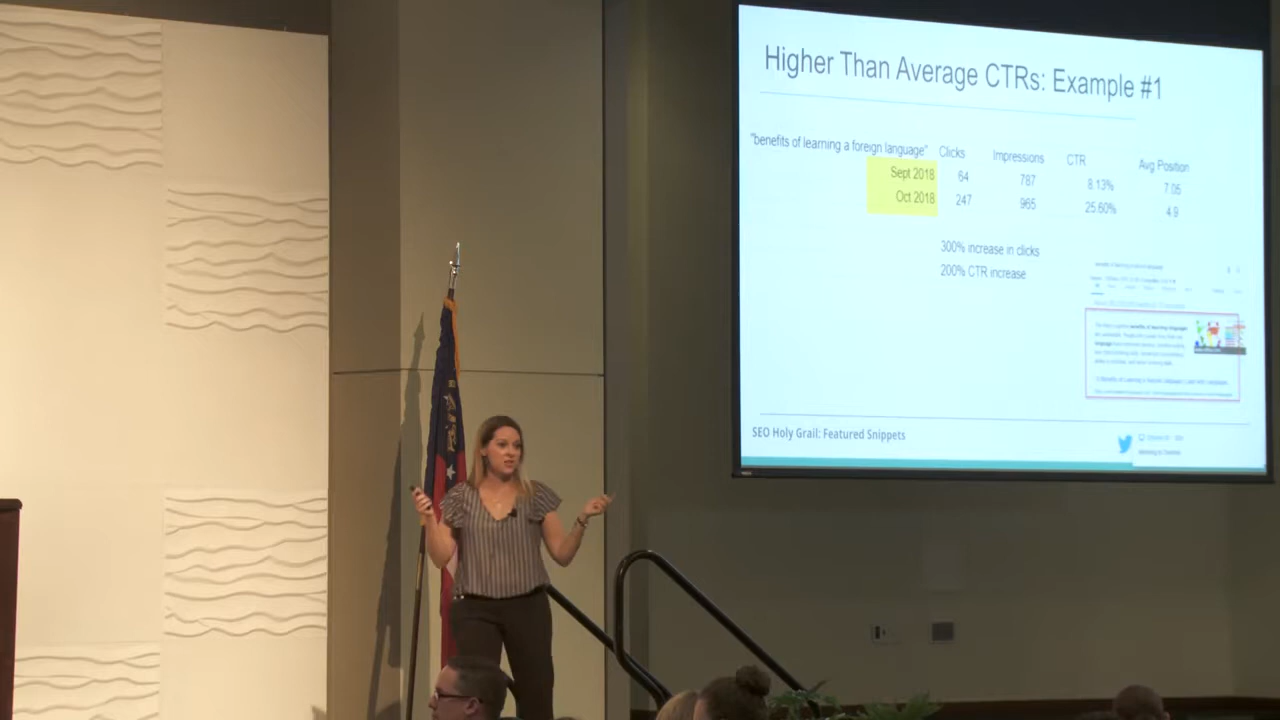 Higher Than Average CTRs: Example #1
"benefits of learning a foreign language" Clicks Impressions CTR Avg Position
Sept 2018 64 787 8.13% 7.05
Oct 2018 247 965 25.60% 4.9
300% increase in clicks
200% CTR increase
SEO Holy Grail: Featured Snippets